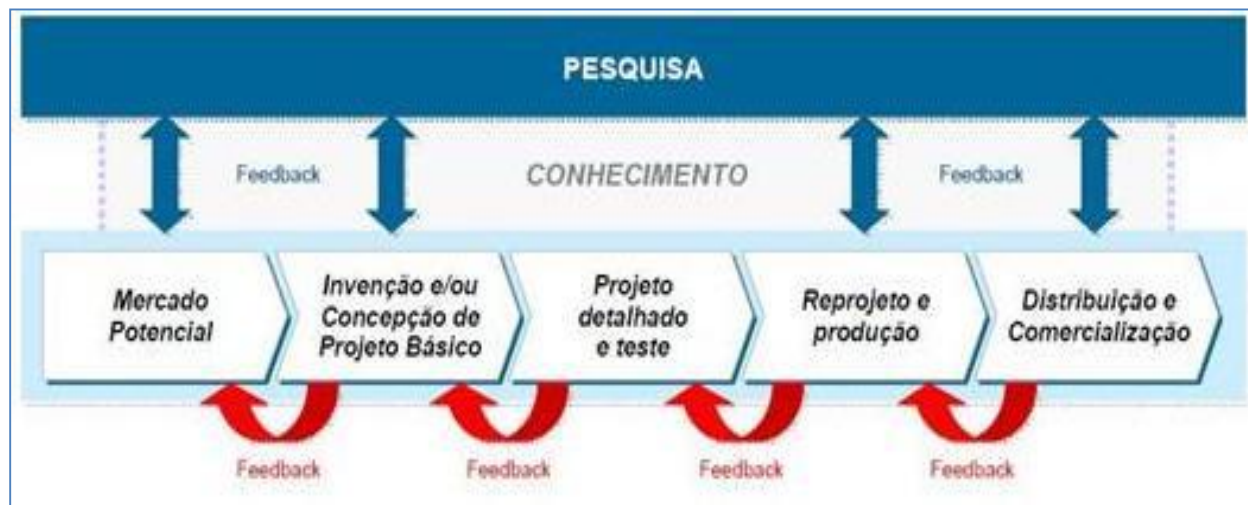 PESQUISA
Feedback
CONHECIMENTO
Feedback
Mercado
Potencial
Invenção e/ou
Concepção de
Projeto Básico
Projeto
detalhado
e teste
Reprojeto e
produção
Distribuição e
Comercialização
Feedback
Feedback
Feedback
Feedback